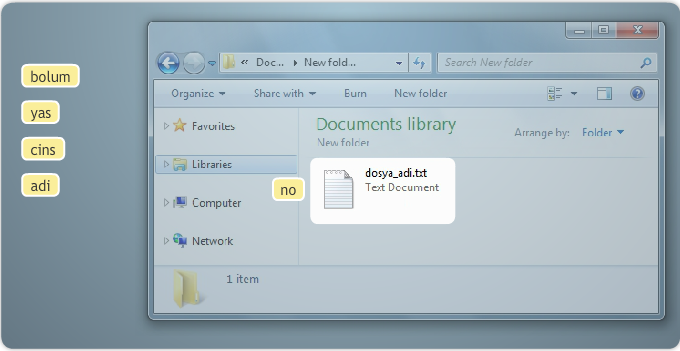 bolum
yas
cins
adi
no
« Doc... New fold...
Search New folder
Organize Share with Burn New folder
Favorites
Libraries
Computer
Network
Documents library
New folder
Arrange by: Folder
dosya_adi.txt
Text Document
1 item